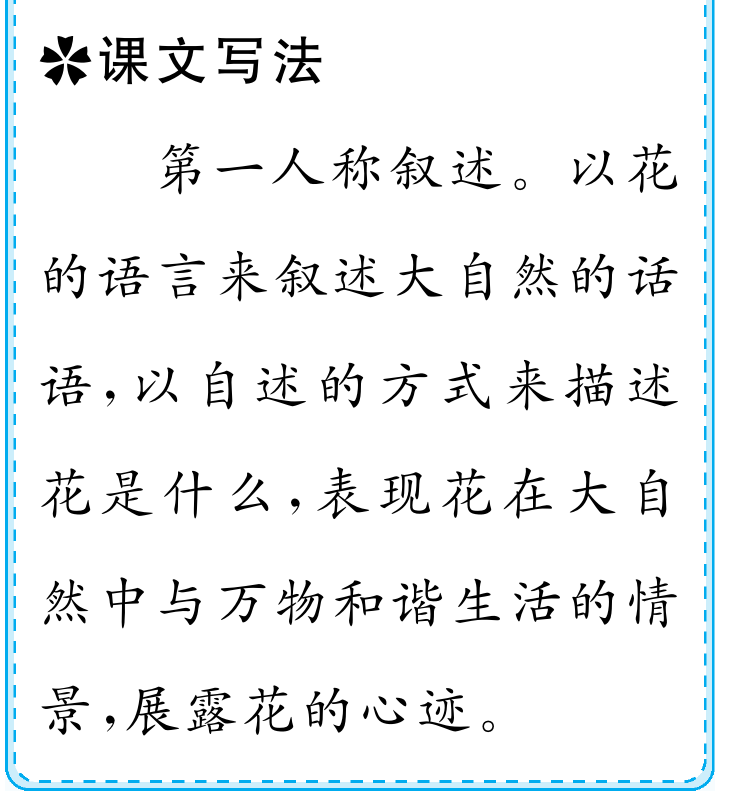 课文写法
第一人称叙述。以花
的语言来叙述大自然的话
语,以自述的方式来描述
花是什么,表现花在大自
然中与万物和谐生活的情
景,展露花的心迹。